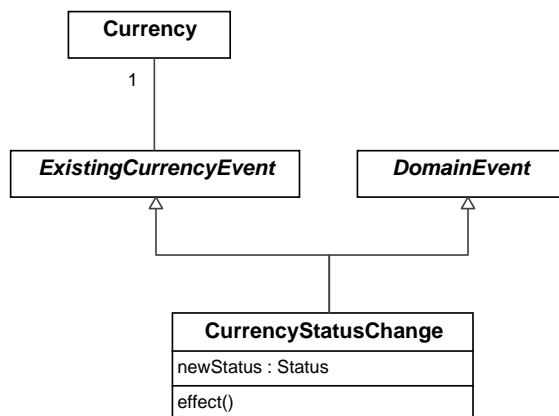 Currency
1
ExistingCurrencyEvent
DomainEvent
CurrencyStatusChange
newStatus : Status
effect()